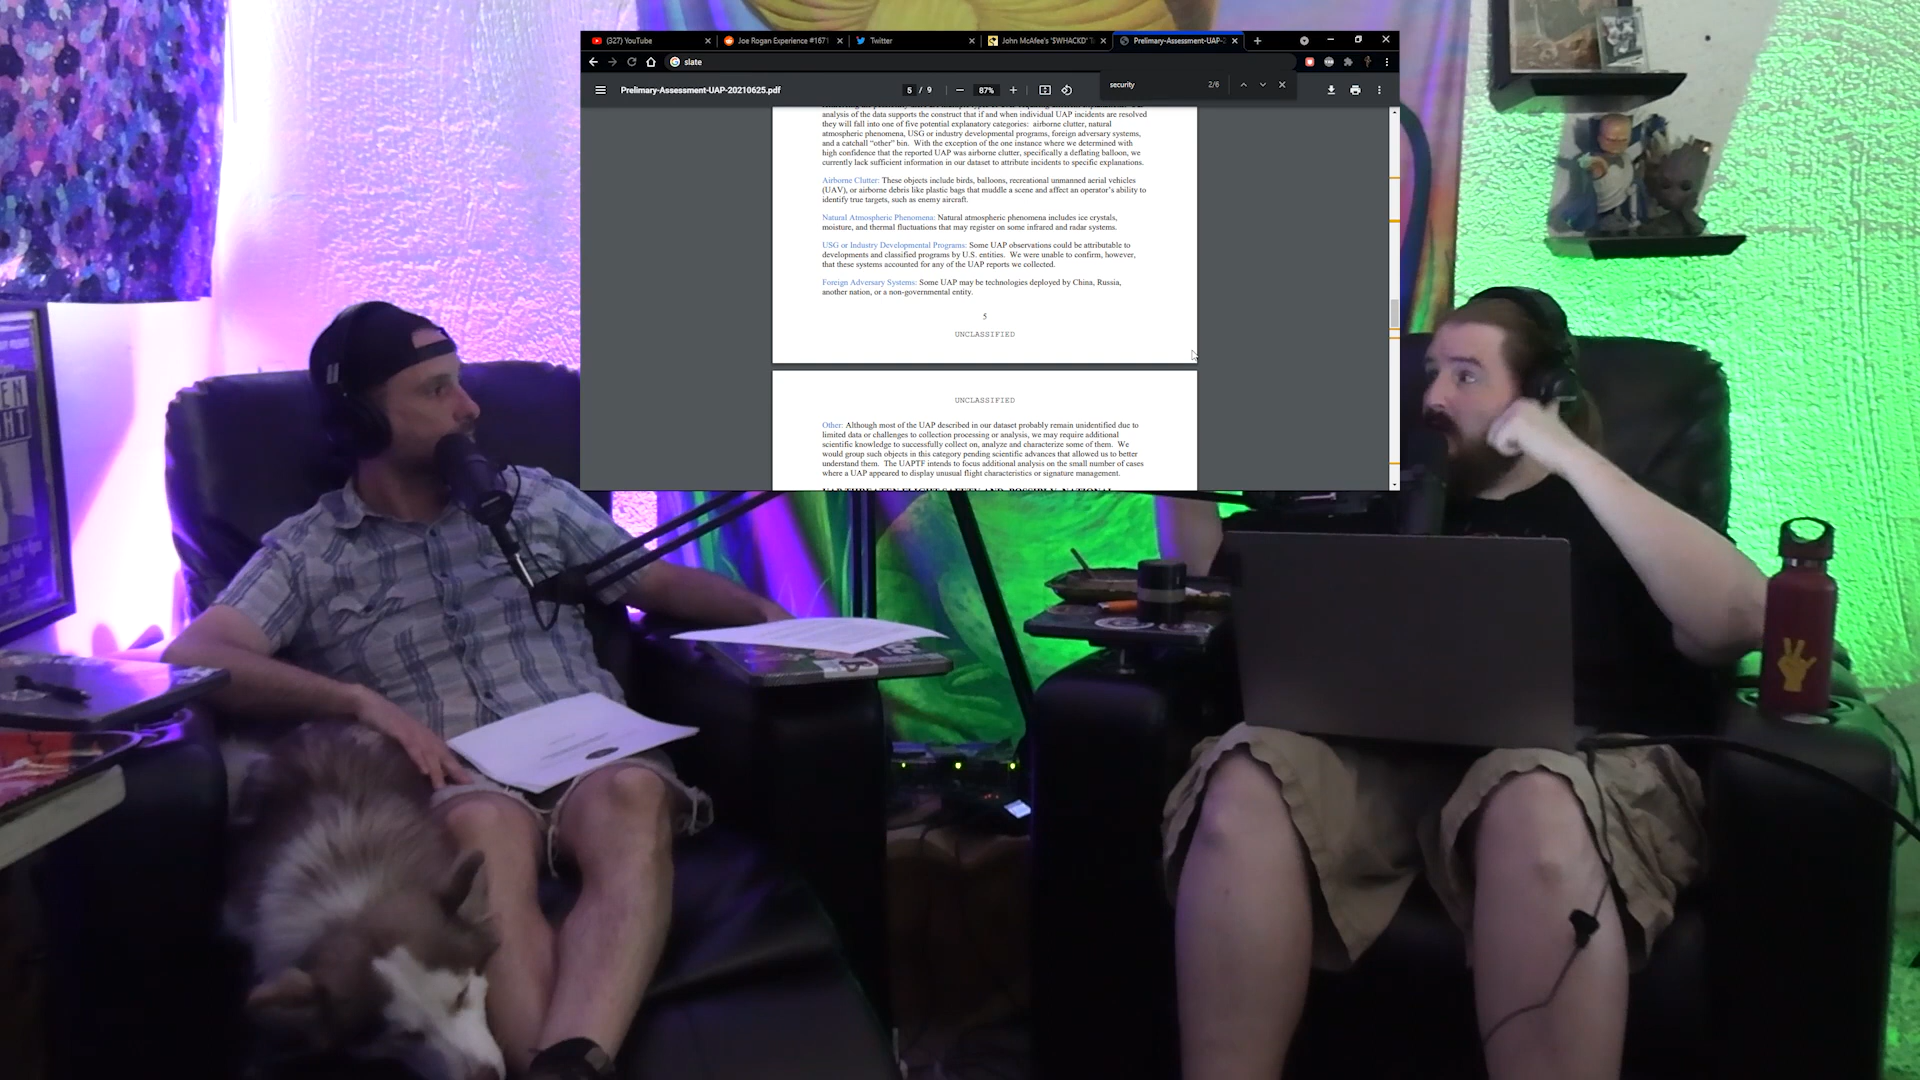 (327) YouTube
Joe Rogan Experience #1671
Twitter
John McAfee's '$WHACKD'
Prelimary-Assessment-UAP-
slate
Prelimary-Assessment-UAP-20210625.pdf
5 / 9
87%
security
2/6
analysis of the data supports the construct that if and when individual UAP incidents are resolved
they will fall into one of five potential explanatory categories: airborne clutter, natural
atmospheric phenomena, USG or industry developmental programs, foreign adversary systems,
and a catchall “other” bin. With the exception of the one instance where we determined with
high confidence that the reported UAP was airborne clutter, specifically a deflating balloon, we
currently lack sufficient information in our dataset to attribute incidents to specific explanations.
Airborne Clutter: These objects include birds, balloons, recreational unmanned aerial vehicles
(UAV), or airborne debris like plastic bags that muddle a scene and affect an operator’s ability to
identify true targets, such as enemy aircraft.
Natural Atmospheric Phenomena: Natural atmospheric phenomena includes ice crystals,
moisture, and thermal fluctuations that may register on some infrared and radar systems.
USG or Industry Developmental Programs: Some UAP observations could be attributable to
developments and classified programs by U.S. entities. We were unable to confirm, however,
that these systems accounted for any of the UAP reports we collected.
Foreign Adversary Systems: Some UAP may be technologies deployed by China, Russia,
another nation, or a non-governmental entity.
5
UNCLASSIFIED
UNCLASSIFIED
Other: Although most of the UAP described in our dataset probably remain unidentified due to
limited data or challenges to collection processing or analysis, we may require additional
scientific knowledge to successfully collect on, analyze and characterize some of them. We
would group such objects in this category pending scientific advances that allowed us to better
understand them. The UAPTF intends to focus additional analysis on the small number of cases
where a UAP appeared to display unusual flight characteristics or signature management.
UAP THREATEN FLIGHT SAFETY AND, POSSIBLY, NATIONAL